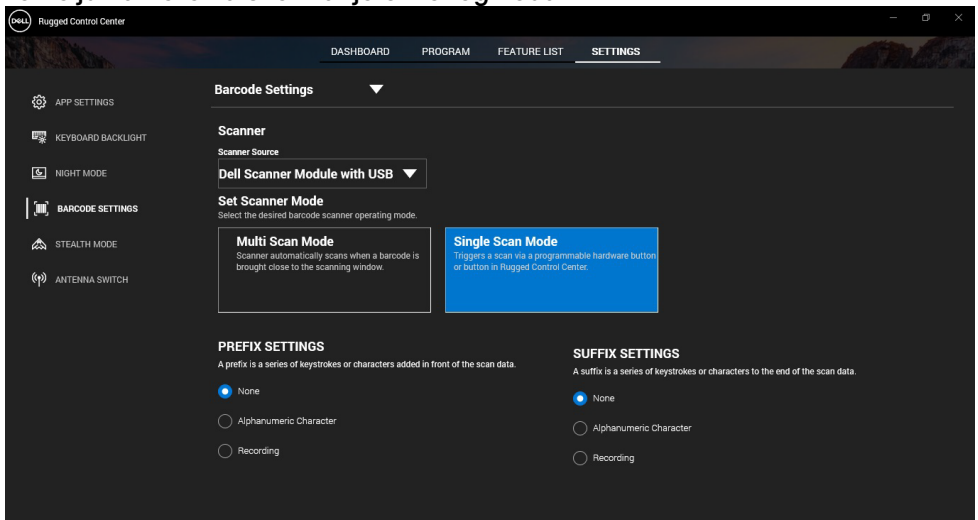 DELL Rugged Control Center
DASHBOARD PROGRAM FEATURE LIST SETTINGS
APP SETTINGS
KEYBOARD BACKLIGHT
NIGHT MODE
BARCODE SETTINGS
STEALTH MODE
ANTENNA SWITCH
Barcode Settings
Scanner
Scanner Source
Dell Scanner Module with USB
Set Scanner Mode
Select the desired barcode scanner operating mode.
Multi Scan Mode
Scanner automatically scans when a barcode is
brought close to the scanning window.
Single Scan Mode
Triggers a scan via a programmable hardware button
or button in Rugged Control Center.
PREFIX SETTINGS
A prefix is a series of keystrokes or characters added in front of the scan data.
None
Alphanumeric Character
Recording
SUFFIX SETTINGS
A suffix is a series of keystrokes or characters to the end of the scan data.
None
Alphanumeric Character
Recording